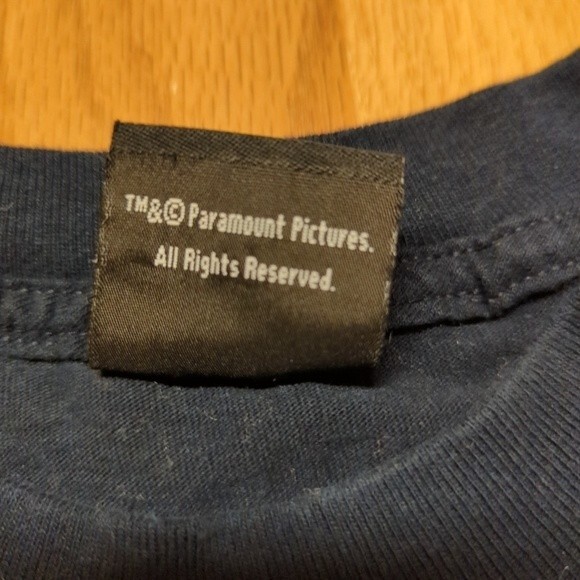 ™&© Paramount Pictures.
All Rights Reserved.